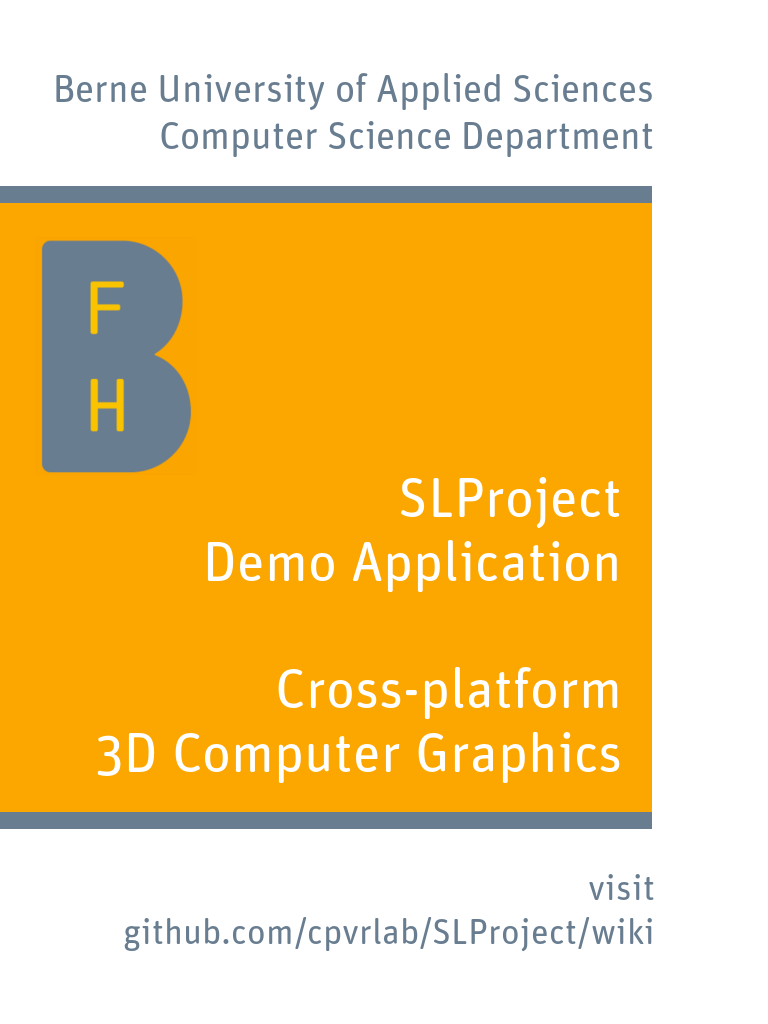 Berne University of Applied Sciences
Computer Science Department
B
F
H
SLProject
Demo Application
Cross-platform
3D Computer Graphics
visit
github.com/cpvrlab/SLProject/wiki